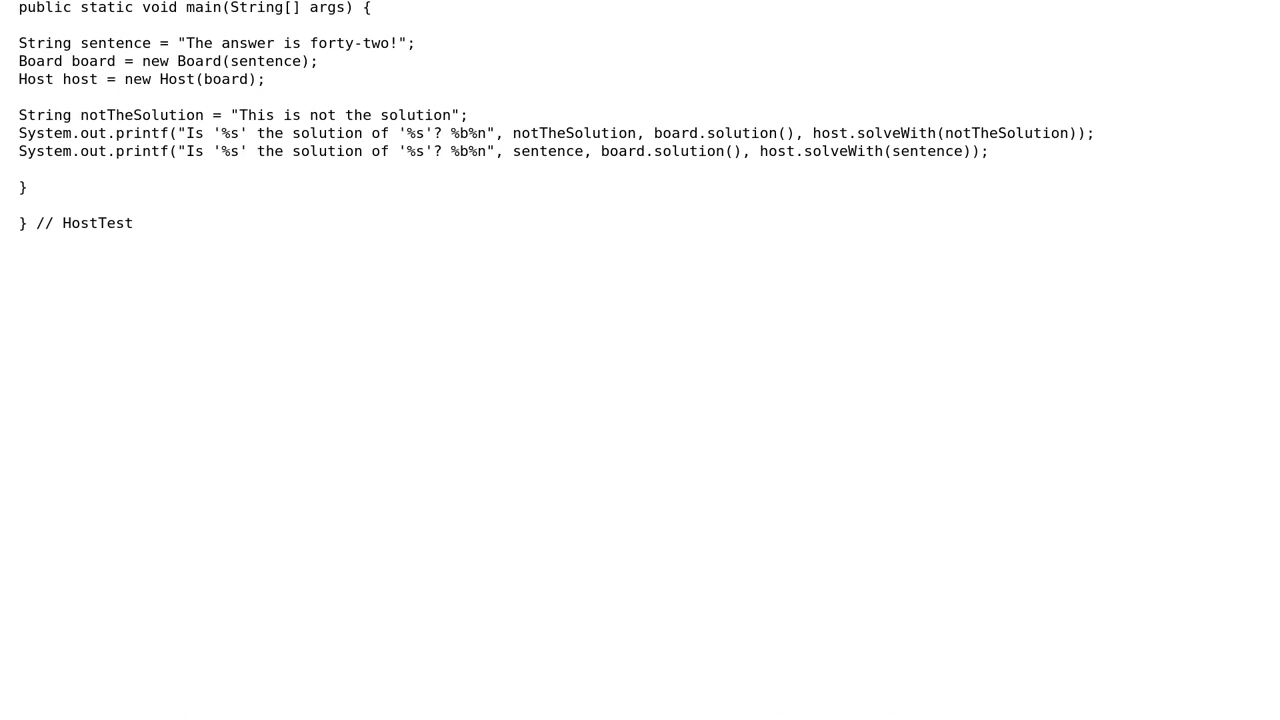 public static void main(String[] args) {
String sentence = "The answer is forty-two!";
Board board = new Board(sentence);
Host host = new Host(board);
String notTheSolution = "This is not the solution";
System.out.printf("Is '%s' the solution of '%s'? %b%n", notTheSolution, board.solution(), host.solveWith(notTheSolution));
System.out.printf("Is '%s' the solution of '%s'? %b%n", sentence, board.solution(), host.solveWith(sentence));
}
} // HostTest